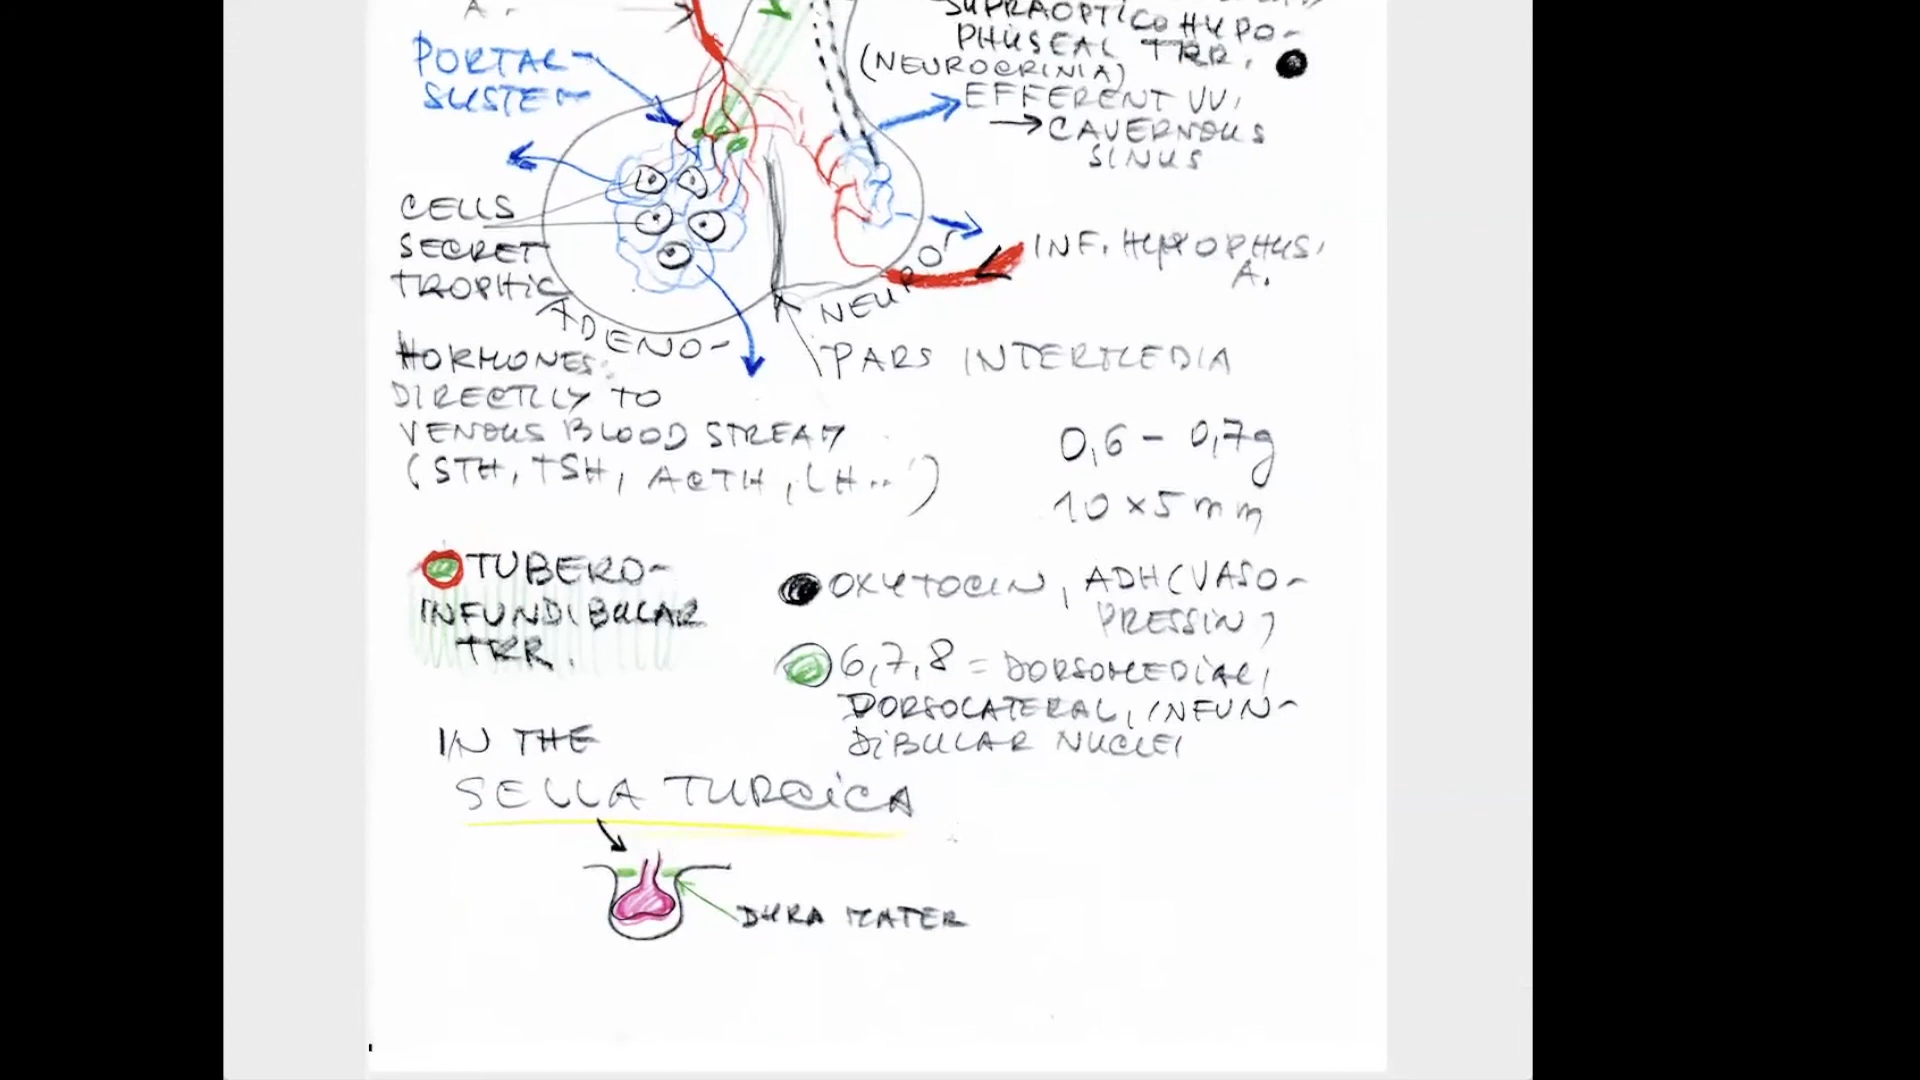 A.
SUPRAOPTICOHYPO-
PHYSEAL TRR.
(NEUROCRINIA)
PORTAL
SYSTEM
EFFERENT VV.
→ CAVERNOUS
SINUS
CELLS
SECRET
TROPHIC
HORMONES:
DIRECTLY TO
VENOUS BLOOD STREAM
(STH, TSH, ACTH, LH..)
ADENO-
NEURO-
INF. HYPOPHYS.
A.
PARS INTERMEDIA
0,6 - 0,7g
10 x 5 mm
TUBERO-
INFUNDIBULAR
TRR.
OXYTOCIN, ADH (VASO-
PRESSIN)
6,7,8 = DORSOMEDIAL,
DORSOLATERAL, INFUN-
DIBULAR NUCLEI
IN THE
SELLA TURCICA
DURA MATER